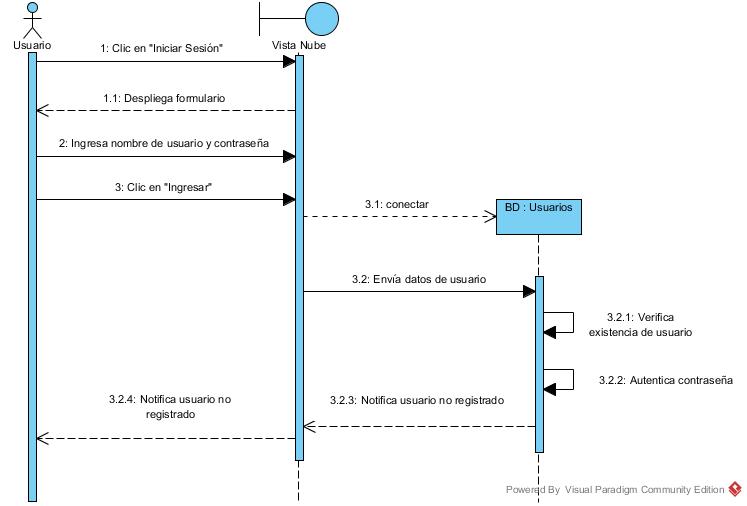 Usuario
Vista Nube
1: Clic en "Iniciar Sesión"
1.1: Despliega formulario
2: Ingresa nombre de usuario y contraseña
3: Clic en "Ingresar"
3.1: conectar
BD : Usuarios
3.2: Envía datos de usuario
3.2.1: Verifica
existencia de usuario
3.2.2: Autentica contraseña
3.2.3: Notifica usuario no registrado
3.2.4: Notifica usuario no
registrado
Powered By Visual Paradigm Community Edition